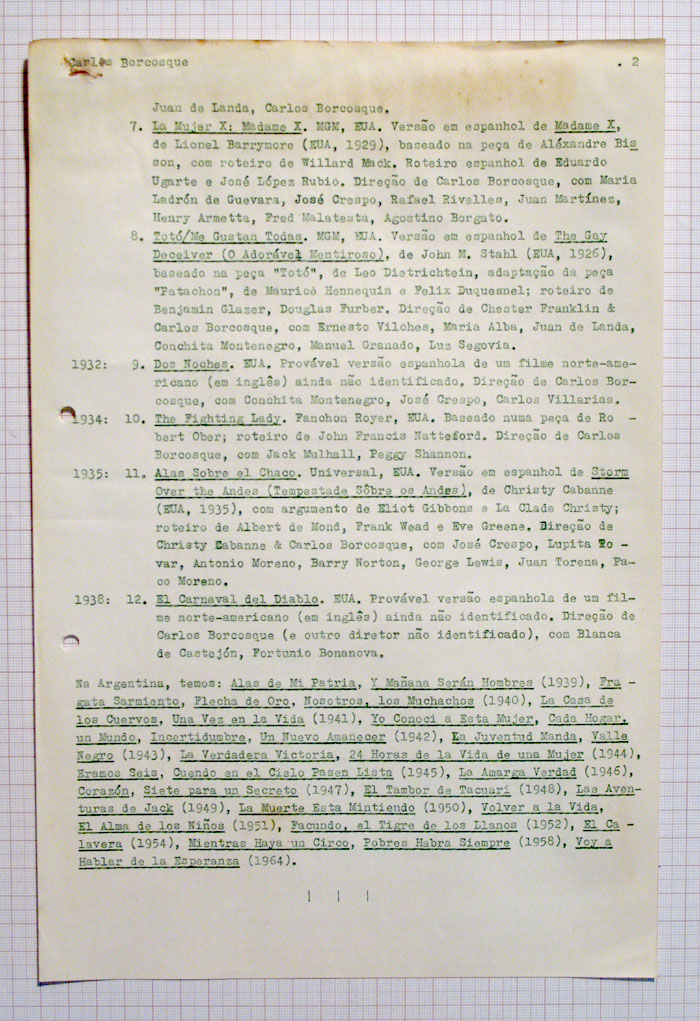 Carlos Borcosque . 2
Juan de Landa, Carlos Borcosque.
7. La Mujer X: Madame X. MGM, EUA. Versão em espanhol de Madame X,
de Lionel Barrymore (EUA, 1929), baseado na peça de Aléxandre Bis
son, com roteiro de Willard Mack. Roteiro espanhol de Eduardo
Ugarte e José López Rubio. Direção de Carlos Borcosque, com Maria
Ladrón de Guevara, José Crespo, Rafael Rivelles, Juan Martínez,
Henry Armetta, Fred Malatesta, Agostino Borgato.
8. Totó/Me Gustan Todas. MGM, EUA. Versão em espanhol de The Gay
Deceiver (O Adorável Mentiroso), de John M. Stahl (EUA, 1926),
baseado na peça "Totó", de Leo Dietrichtein, adaptação da peça
"Patachon", de Maurice Hennequin e Felix Duquesnel; roteiro de
Benjamin Glazer, Douglas Furber. Direção de Chester Franklin &
Carlos Borcosque, com Ernesto Vilches, Maria Alba, Juan de Landa,
Conchita Montenegro, Manuel Granado, Luz Segovia.
1932: 9. Dos Noches. EUA. Provável versão espanhola de um filme norte-ame-
ricano (em inglês) ainda não identificado. Direção de Carlos Bor-
cosque, com Conchita Montenegro, José Crespo, Carlos Villarias.
1934: 10. The Fighting Lady. Fanchon Royer, EUA. Baseado numa peça de Ro -
bert Ober; roteiro de John Francis Natteford. Direção de Carlos
Borcosque, com Jack Mulhall, Peggy Shannon.
1935: 11. Alas Sobre el Chaco. Universal, EUA. Versão em espanhol de Storm
Over the Andes (Tempestade Sôbre os Andes), de Christy Cabanne
(EUA, 1935), com argumento de Eliot Gibbons e La Clade Christy;
roteiro de Albert de Mond, Frank Wead e Eve Greene. Direção de
Christy Cabanne & Carlos Borcosque, com José Crespo, Lupita To -
var, Antonio Moreno, Barry Norton, George Lewis, Juan Torena, Pa-
co Moreno.
1938: 12. El Carnaval del Diablo. EUA. Provável versão espanhola de um fil-
me norte-americano (em inglês) ainda não identificado. Direção de
Carlos Borcosque (e outro diretor não identificado), com Blanca
de Castejón, Fortunio Bonanova.
Na Argentina, temos: Alas de Mi Patria, Y Mañana Serán Hombres (1939), Fra -
gata Sarmiento, Flecha de Oro, Nosotros, los Muchachos (1940), La Casa de
los Cuervos, Una Vez en la Vida (1941), Yo Conoci a Esta Mujer, Cada Hogar,
un Mundo, Incertidumbre, Un Nuevo Amanecer (1942), La Juventud Manda, Valle
Negro (1943), La Verdadera Victoria, 24 Horas de la Vida de una Mujer (1944),
Eramos Seis, Cuendo en el Cielo Pasen Lista (1945), La Amarga Verdad (1946),
Corazón, Siete para un Secreto (1947), El Tambor de Tacuari (1948), Las Aven-
turas de Jack (1949), La Muerte Esta Mintiendo (1950), Volver a la Vida,
El Alma de los Niños (1951), Facundo, el Tigre de los Llanos (1952), El Ca -
lavera (1954), Mientras Haya un Circo, Pobres Habra Siempre (1958), Voy a
Hablar de la Esperanza (1964).
| | |